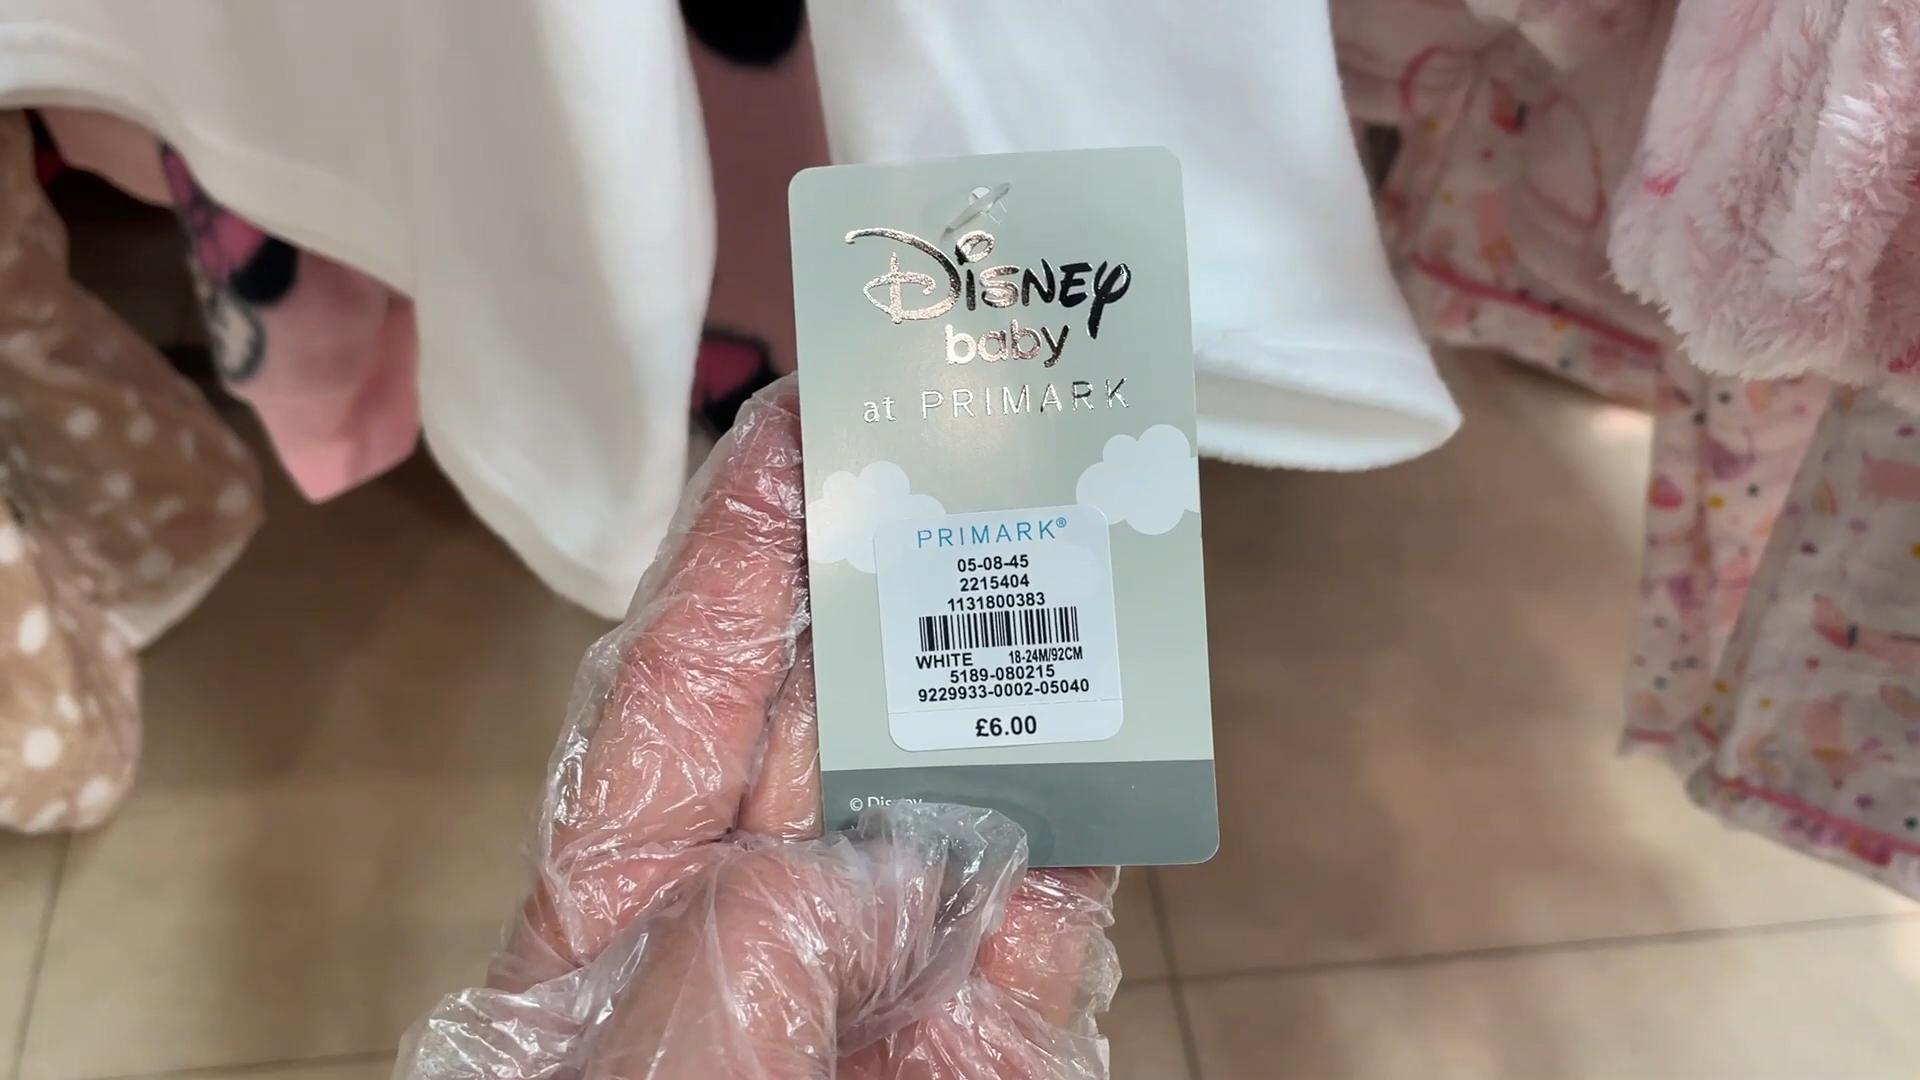 Disney
baby
at PRIMARK
PRIMARK®
05-08-45
2215404
1131800383
WHITE 18-24M/92CM
5189-080215
9229933-0002-05040
£6.00
© Disney